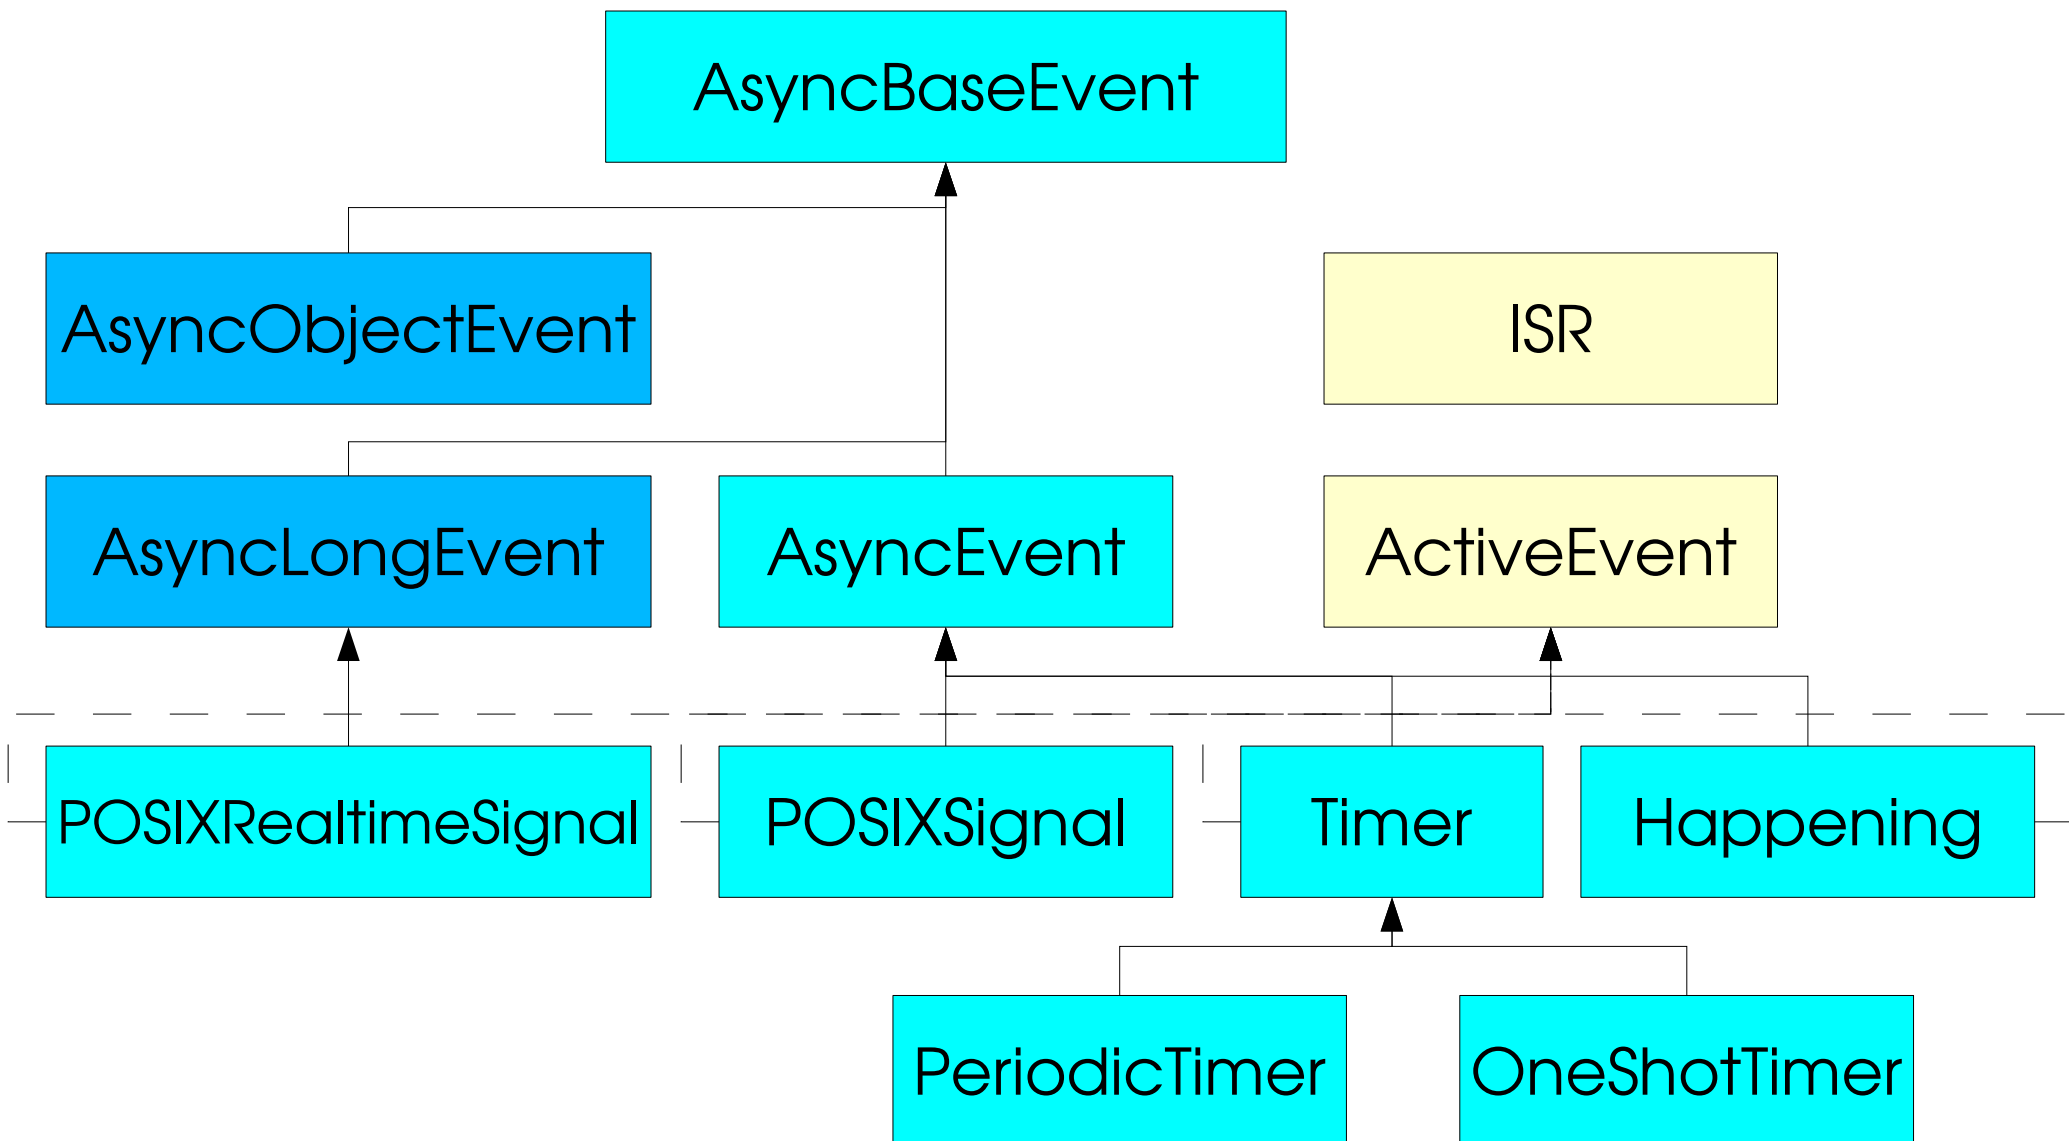 AsyncBaseEvent
AsyncObjectEvent
ISR
AsyncLongEvent
AsyncEvent
ActiveEvent
POSIXRealtimeSignal
POSIXSignal
Timer
Happening
PeriodicTimer
OneShotTimer